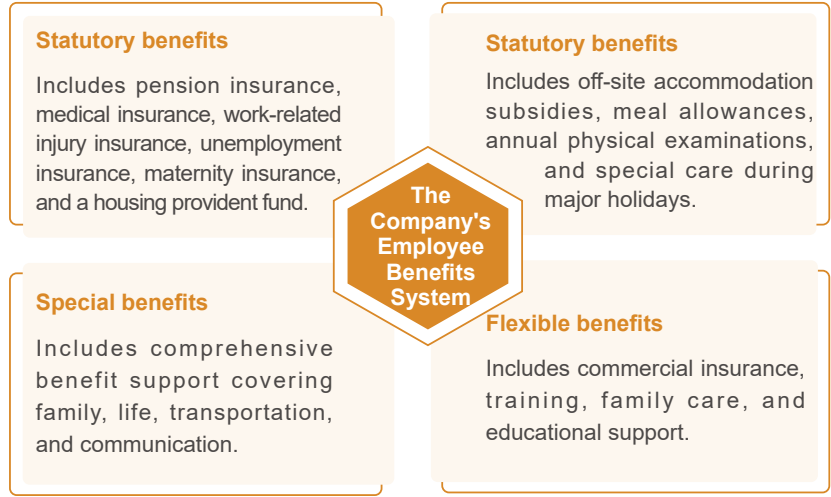 Statutory benefits
Includes pension insurance,
medical insurance, work-related
injury insurance, unemployment
insurance, maternity insurance,
and a housing provident fund.
Statutory benefits
Includes off-site accommodation
subsidies, meal allowances,
annual physical examinations,
and special care during
major holidays.
The
Company's
Employee
Benefits
System
Special benefits
Includes comprehensive
benefit support covering
family, life, transportation,
and communication.
Flexible benefits
Includes commercial insurance,
training, family care, and
educational support.